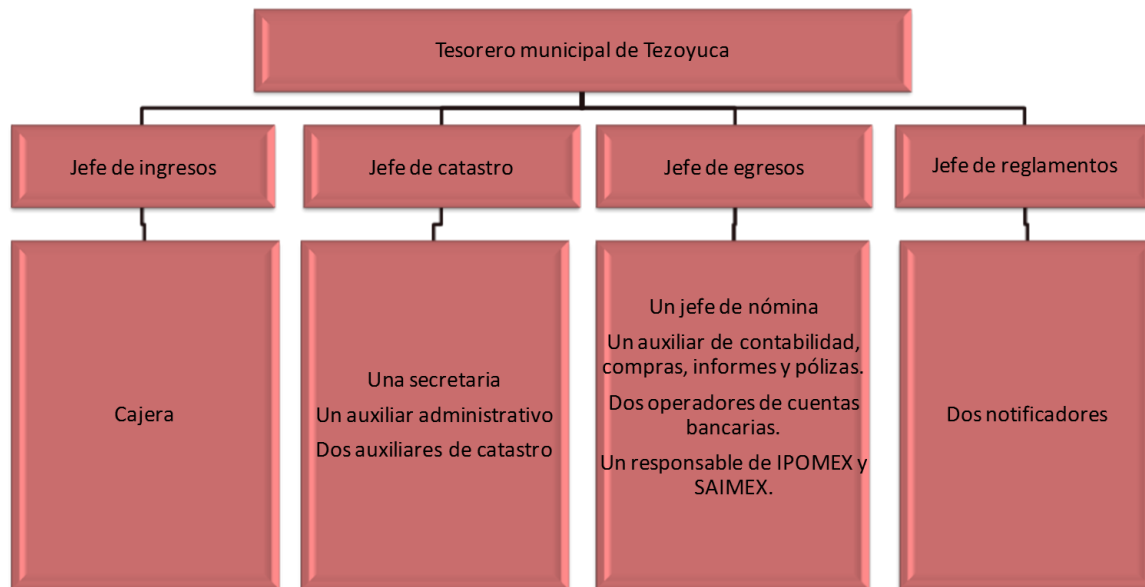 Tesorero municipal de Tezoyuca
Jefe de ingresos
Jefe de catastro
Jefe de egresos
Jefe de reglamentos
Cajera
Una secretaria
Un auxiliar administrativo
Dos auxiliares de catastro
Un jefe de nómina
Un auxiliar de contabilidad,
compras, informes y pólizas.
Dos operadores de cuentas
bancarias.
Un responsable de IPOMEX y
SAIMEX.
Dos notificadores